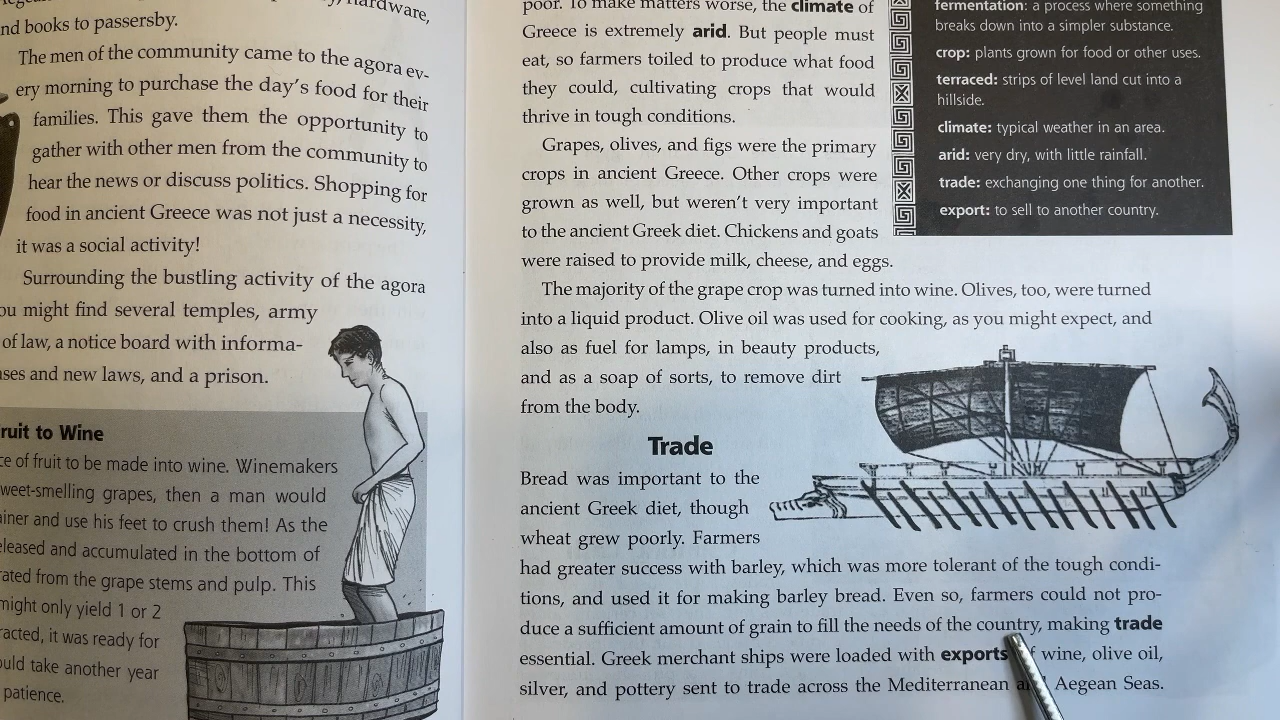 hardware,
nd books to passersby.
The men of the community came to the agora ev-
ery morning to purchase the day's food for their
families. This gave them the opportunity to
gather with other men from the community to
hear the news or discuss politics. Shopping for
food in ancient Greece was not just a necessity,
it was a social activity!
Surrounding the bustling activity of the agora
ou might find several temples, army
of law, a notice board with informa-
ses and new laws, and a prison.
ruit to Wine
ce of fruit to be made into wine. Winemakers
weet-smelling grapes, then a man would
ainer and use his feet to crush them! As the
eleased and accumulated in the bottom of
rated from the grape stems and pulp. This
might only yield 1 or 2
racted, it was ready for
ould take another year
patience.
poor. To make matters worse, the climate of
Greece is extremely arid. But people must
eat, so farmers toiled to produce what food
they could, cultivating crops that would
thrive in tough conditions.
Grapes, olives, and figs were the primary
crops in ancient Greece. Other crops were
grown as well, but weren't very important
to the ancient Greek diet. Chickens and goats
were raised to provide milk, cheese, and eggs.
The majority of the grape crop was turned into wine. Olives, too, were turned
into a liquid product. Olive oil was used for cooking, as you might expect, and
also as fuel for lamps, in beauty products,
and as a soap of sorts, to remove dirt
from the body.
Trade
Bread was important to the
ancient Greek diet, though
wheat grew poorly. Farmers
had greater success with barley, which was more tolerant of the tough condi-
tions, and used it for making barley bread. Even so, farmers could not pro-
duce a sufficient amount of grain to fill the needs of the country, making trade
essential. Greek merchant ships were loaded with exports wine, olive oil,
silver, and pottery sent to trade across the Mediterranean Aegean Seas.
fermentation: a process where something
breaks down into a simpler substance.
crop: plants grown for food or other uses.
terraced: strips of level land cut into a
hillside.
climate: typical weather in an area.
arid: very dry, with little rainfall.
trade: exchanging one thing for another.
export: to sell to another country.